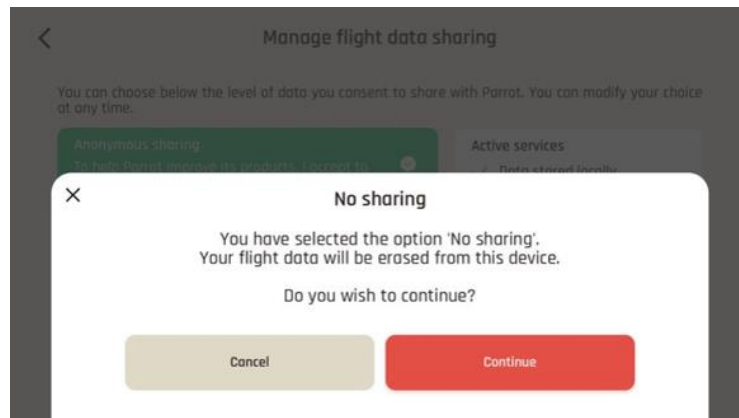 Manage flight data sharing
You can choose below the level of data you consent to share with Parrot. You can modify your choice
at any time.
Anonymous sharing
Active services
To help Parrot improve its products, I accept to
Data stored locally
No sharing
You have selected the option 'No sharing'.
Your flight data will be erased from this device.
Do you wish to continue?
Cancel
Continue